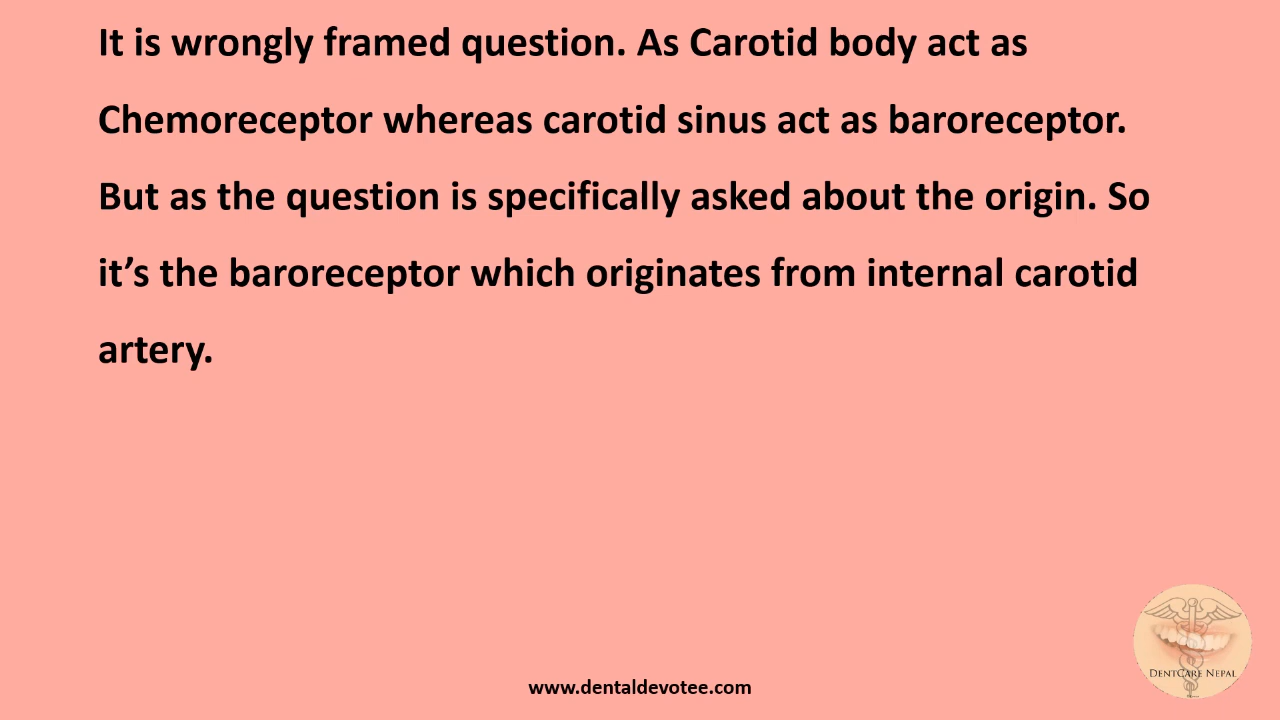 It is wrongly framed question. As Carotid body act as
Chemoreceptor whereas carotid sinus act as baroreceptor.
But as the question is specifically asked about the origin. So
it’s the baroreceptor which originates from internal carotid
artery.
DentCare Nepal
www.dentaldevotee.com